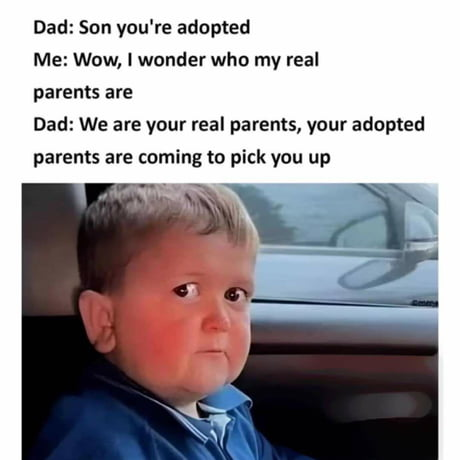 Dad: Son you're adopted
Me: Wow, I wonder who my real
parents are
Dad: We are your real parents, your adopted
parents are coming to pick you up